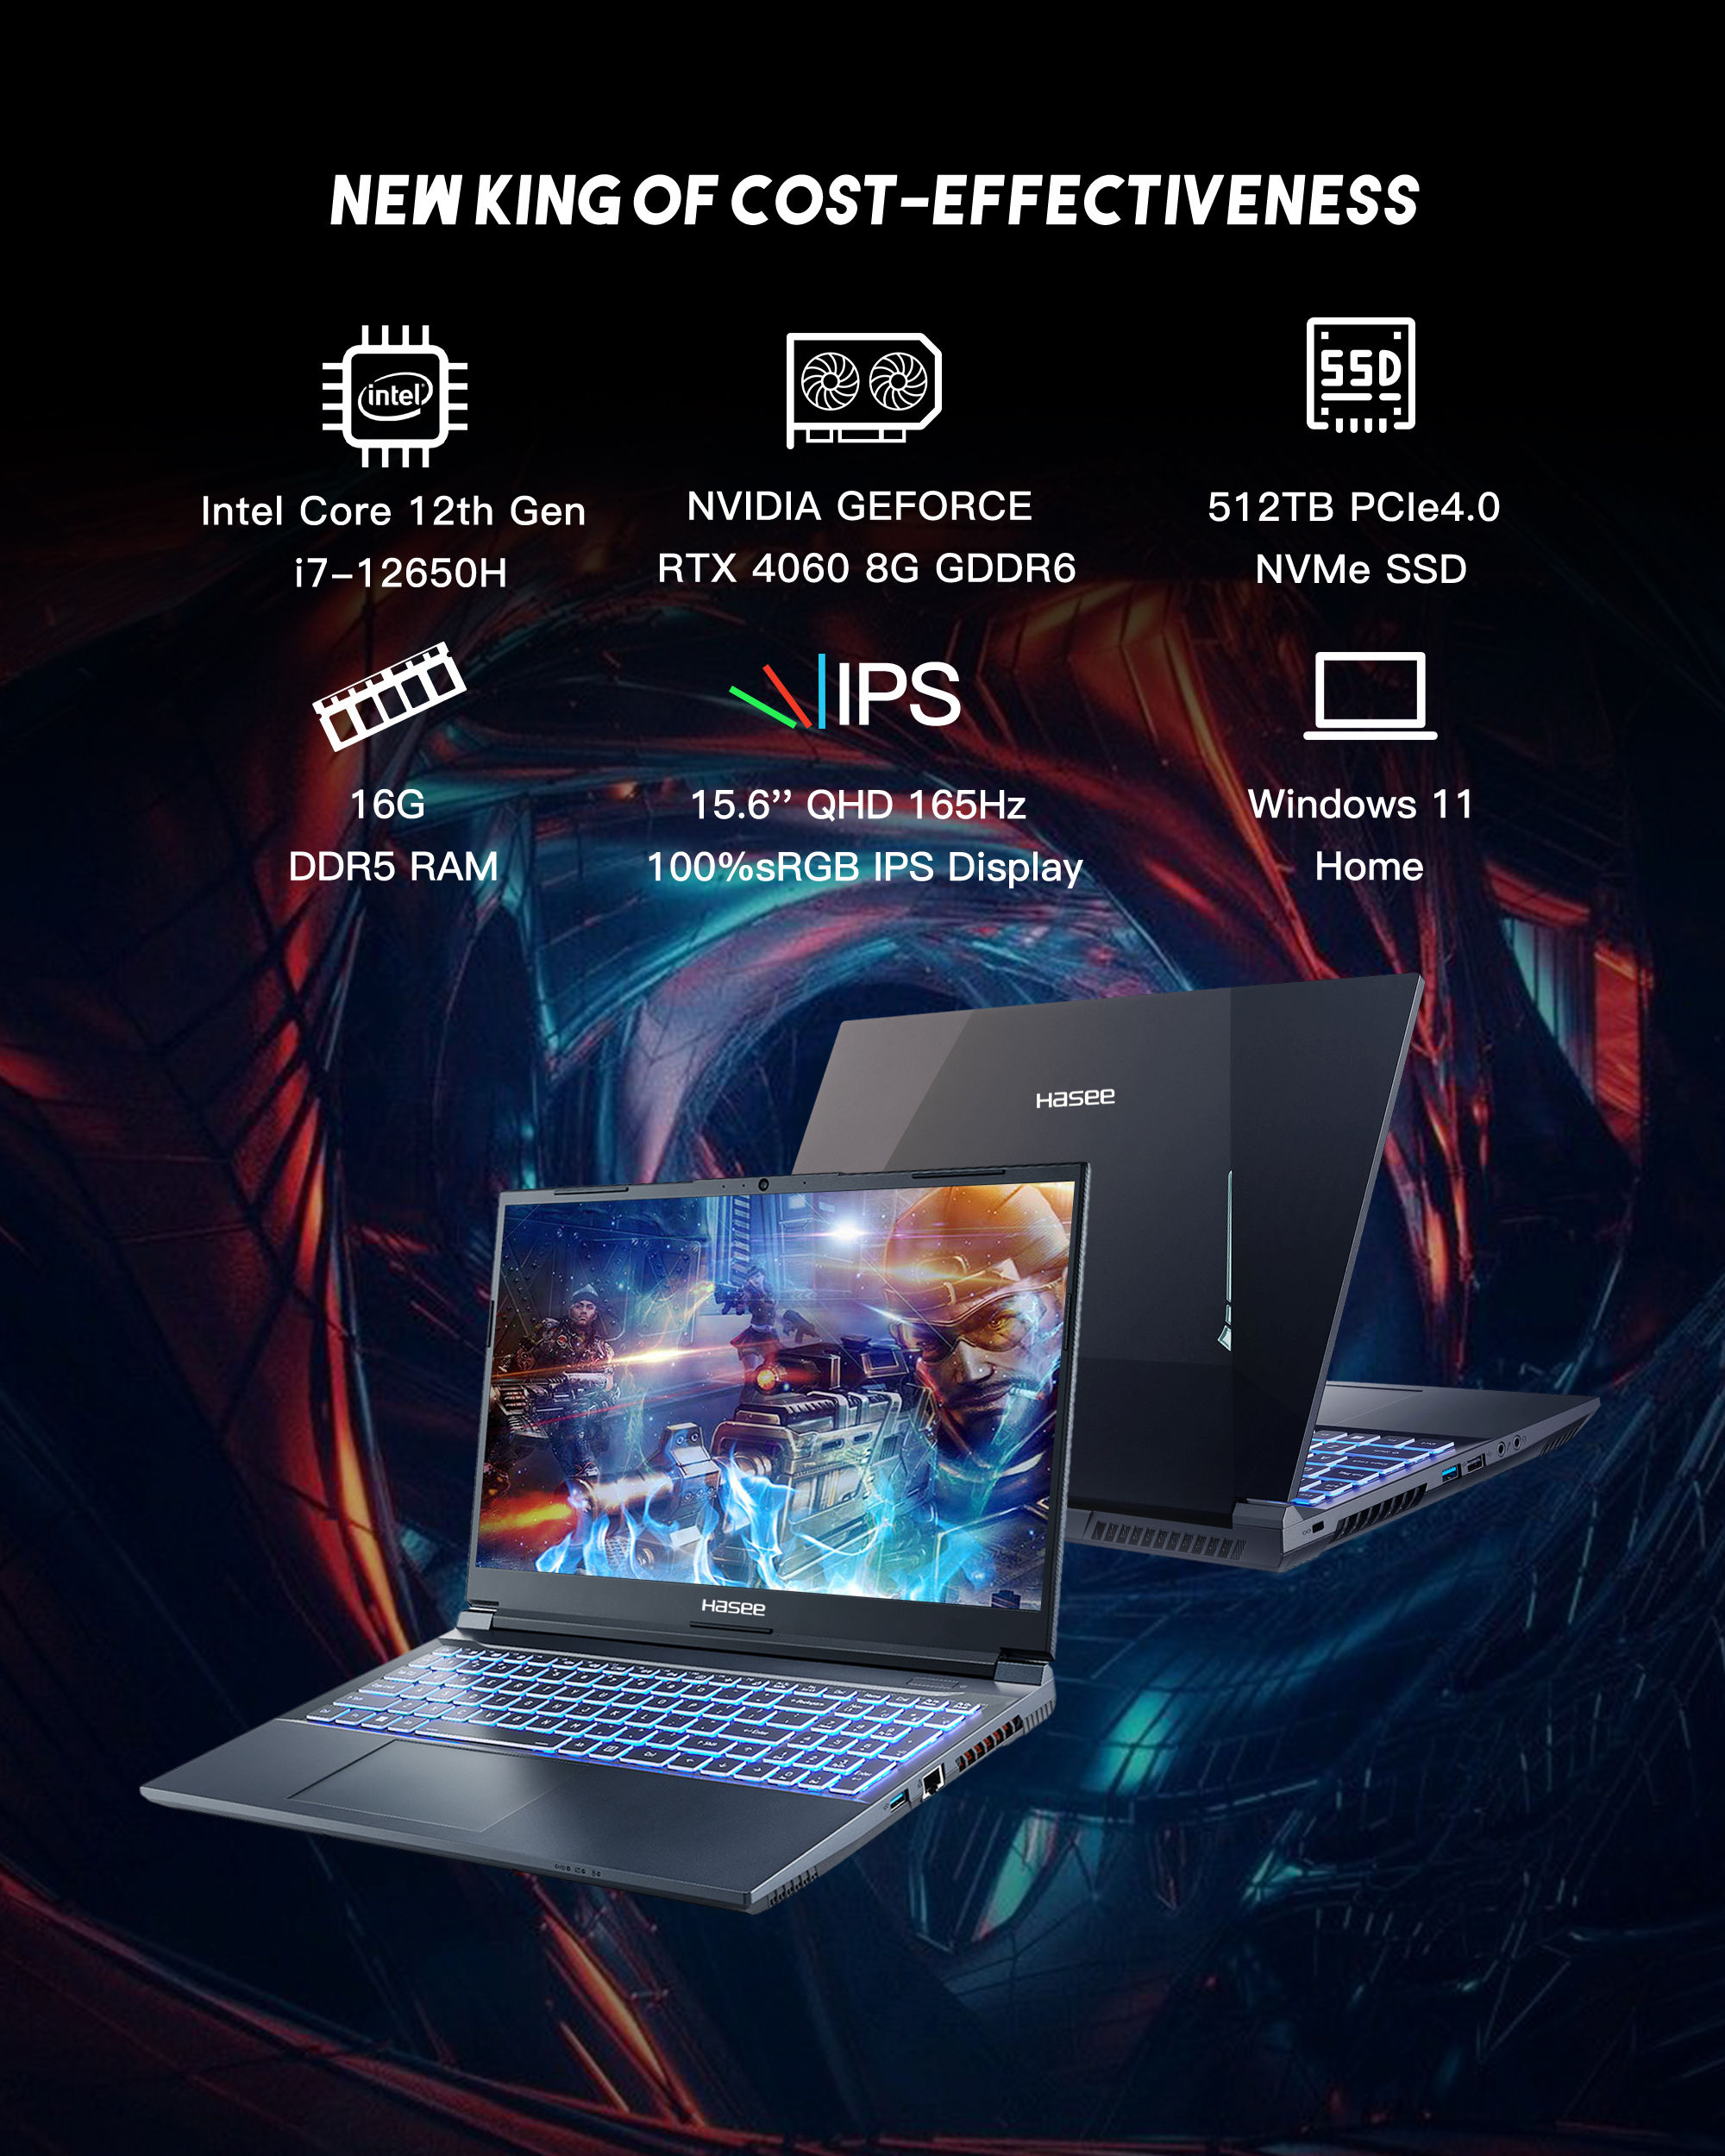 NEW KING OF COST-EFFECTIVENESS
intel
SSD
Intel Core 12th Gen
i7-12650H
NVIDIA GEFORCE
RTX 4060 8G GDDR6
512TB PCIe4.0
NVMe SSD
IPS
16G
DDR5 RAM
15.6’’ QHD 165Hz
100%sRGB IPS Display
Windows 11
Home
Hasee
Hasee